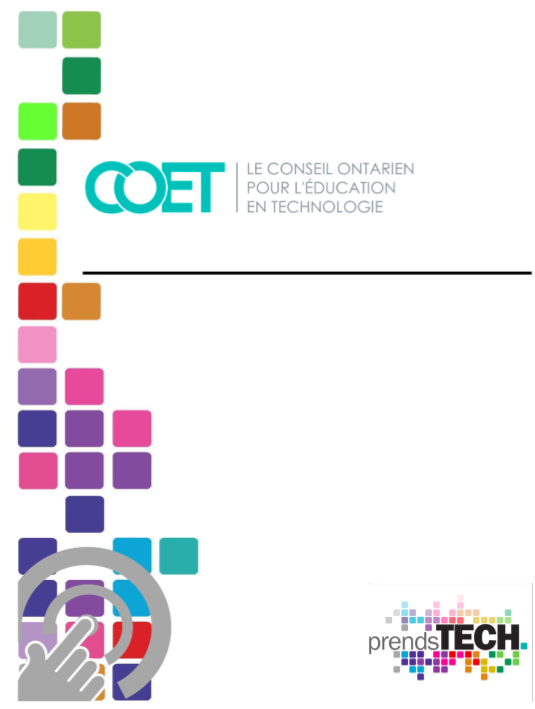 COET
LE CONSEIL ONTARIEN
POUR L'ÉDUCATION
EN TECHNOLOGIE
prendsTECH.